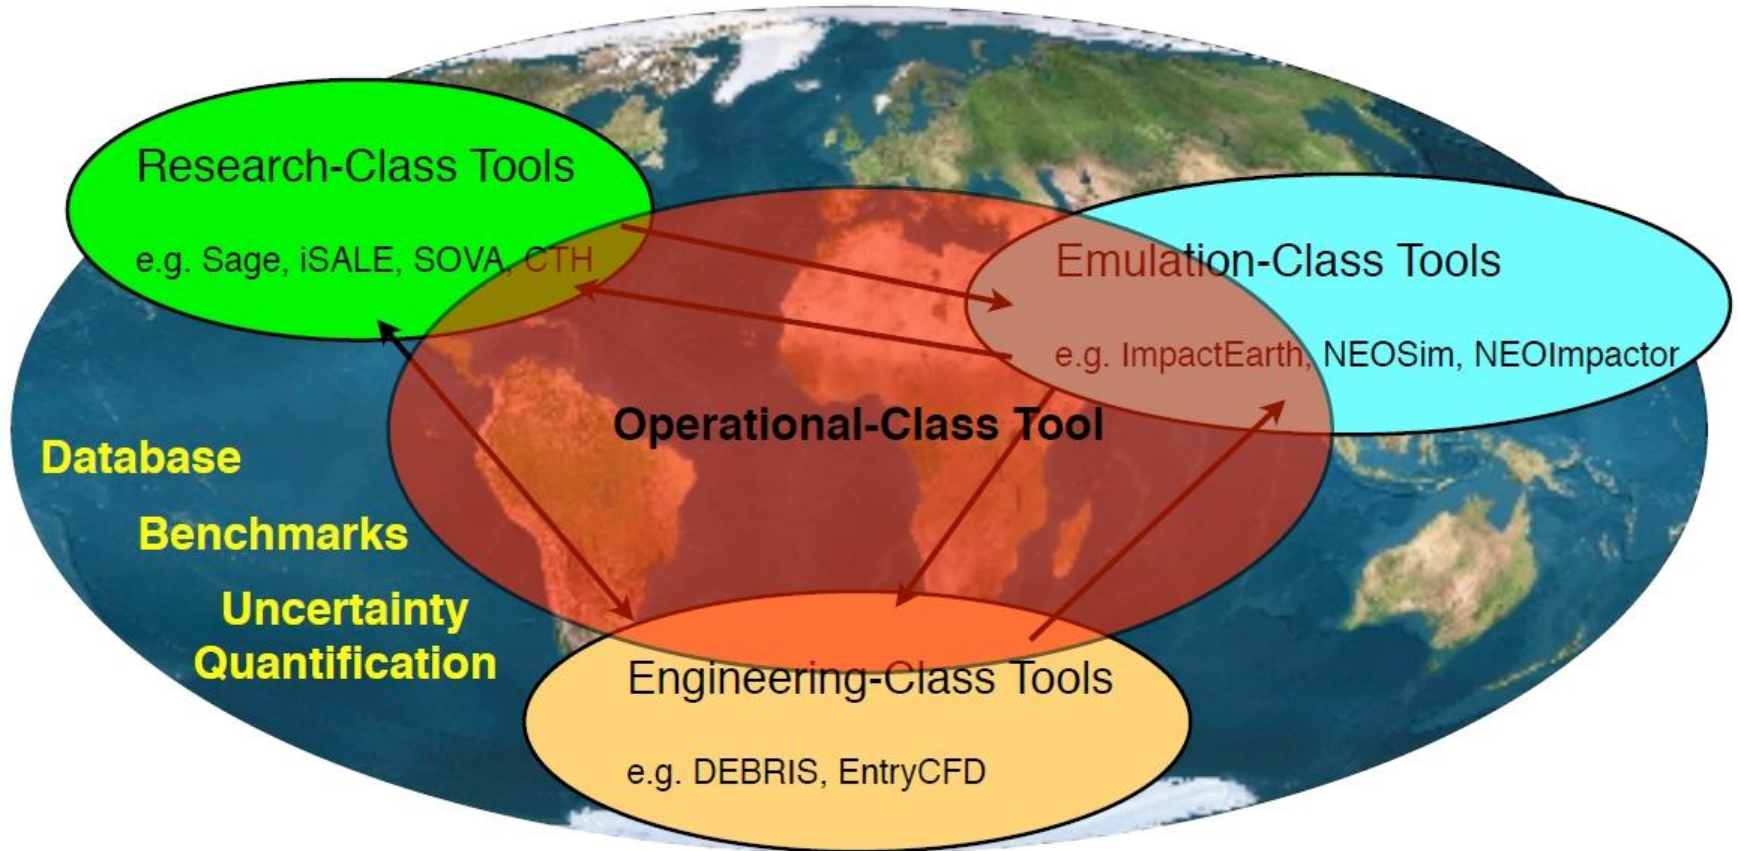 Research-Class Tools
e.g. Sage, iSALE, SOVA, CTH
Emulation-Class Tools
e.g. ImpactEarth, NEOSim, NEOImpactor
Operational-Class Tool
Database
Benchmarks
Uncertainty
Quantification
Engineering-Class Tools
e.g. DEBRIS, EntryCFD